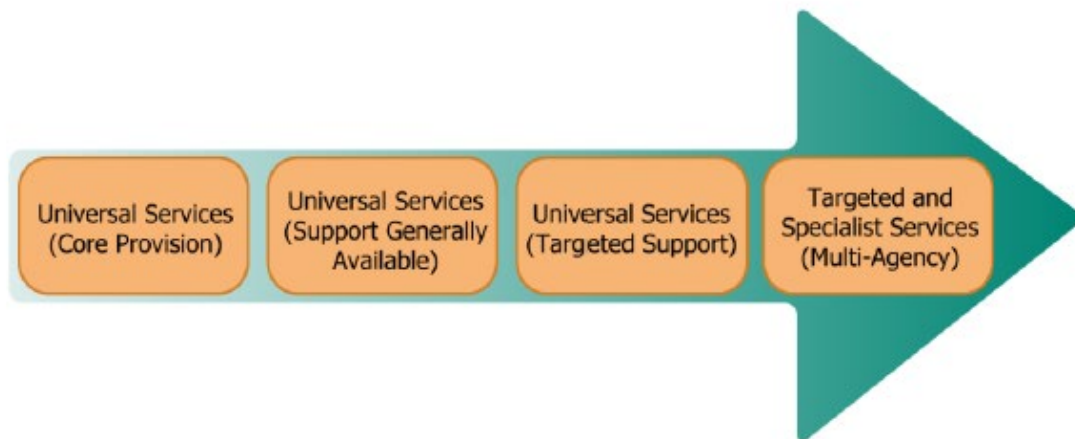 Universal Services
(Core Provision)
Universal Services
(Support Generally
Available)
Universal Services
(Targeted Support)
Targeted and
Specialist Services
(Multi-Agency)